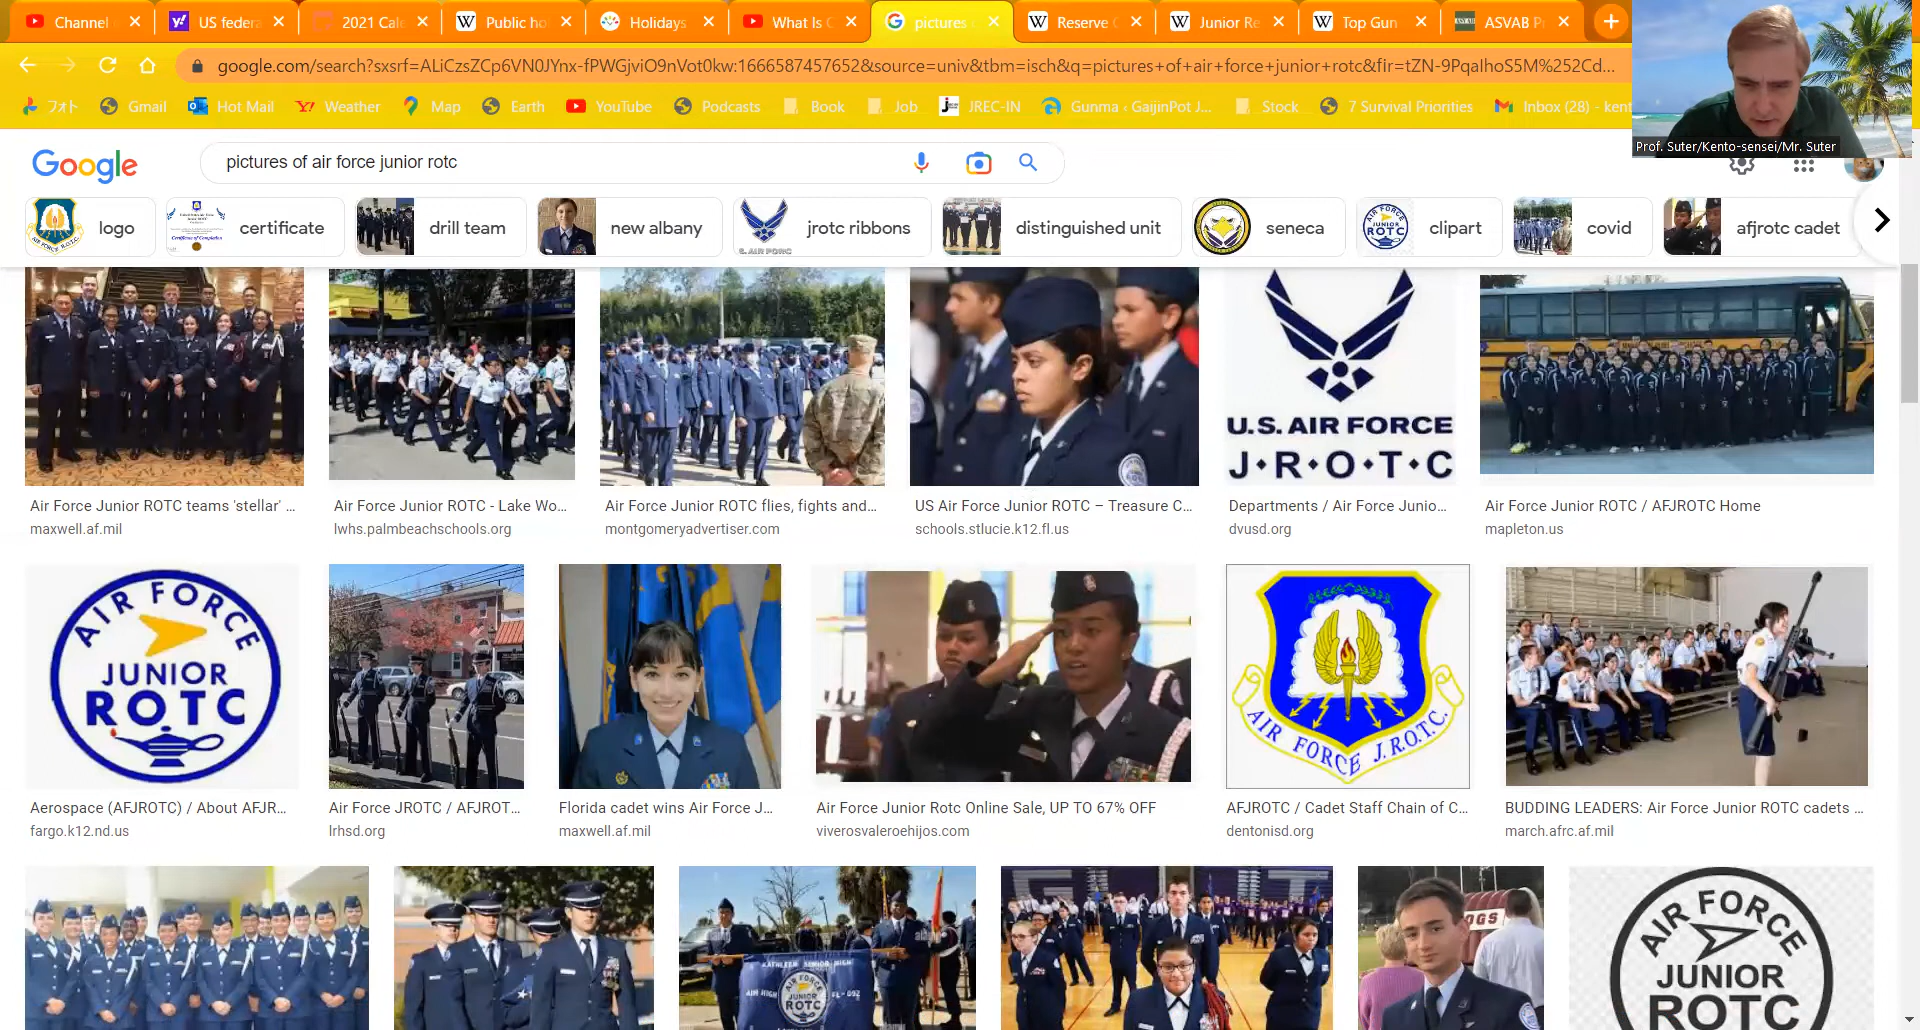 Channel
US federa
2021 Cale
Public ho
Holidays
What Is C
pictures o
Reserve C
Junior Re
Top Gun
ASVAB P
google.com/search?sxsrf=ALiCzsZCp6VN0JYnx-fPWGjviO9nVot0kw:1666587457652&source=univ&tbm=isch&q=pictures+of+air+force+junior+rotc&fir=tZN-9PqaIhoS5M%252Cd...
フォト
Gmail
Hot Mail
Weather
Map
Earth
YouTube
Podcasts
Book
Job
JREC-IN
Gunma ‹ GaijinPot J...
Stock
7 Survival Priorities
Inbox (28) - kent
Prof. Suter/Kento-sensei/Mr. Suter
Google
pictures of air force junior rotc
logo
certificate
drill team
new albany
jrotc ribbons
distinguished unit
seneca
clipart
covid
afjrotc cadet
U.S. AIR FORCE
J•R•O•T•C
Air Force Junior ROTC teams 'stellar' ...
maxwell.af.mil
Air Force Junior ROTC - Lake Wo...
lwhs.palmbeachschools.org
Air Force Junior ROTC flies, fights and...
montgomeryadvertiser.com
US Air Force Junior ROTC – Treasure C...
schools.stlucie.k12.fl.us
Departments / Air Force Junio...
dvusd.org
Air Force Junior ROTC / AFJROTC Home
mapleton.us
AIR FORCE
JUNIOR
ROTC
AIR FORCE J.R.O.T.C.
Aerospace (AFJROTC) / About AFJR...
fargo.k12.nd.us
Air Force JROTC / AFJROT...
lrhsd.org
Florida cadet wins Air Force J...
maxwell.af.mil
Air Force Junior Rotc Online Sale, UP TO 67% OFF
viverosvaleroehijos.com
AFJROTC / Cadet Staff Chain of C...
dentonisd.org
BUDDING LEADERS: Air Force Junior ROTC cadets ...
march.afrc.af.mil
KATHLEEN SENIOR HIGH
AIR FORCE
JUNIOR
ROTC
OGS
AIR FORCE
JUNIOR
ROTC